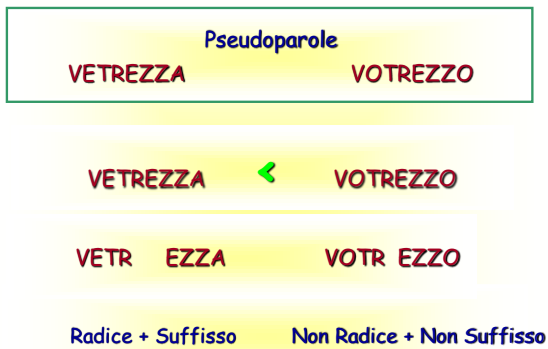 Pseudoparole
VETREZZA VOTREZZO
VETREZZA < VOTREZZO
VETR EZZA VOTR EZZO
Radice + Suffisso Non Radice + Non Suffisso